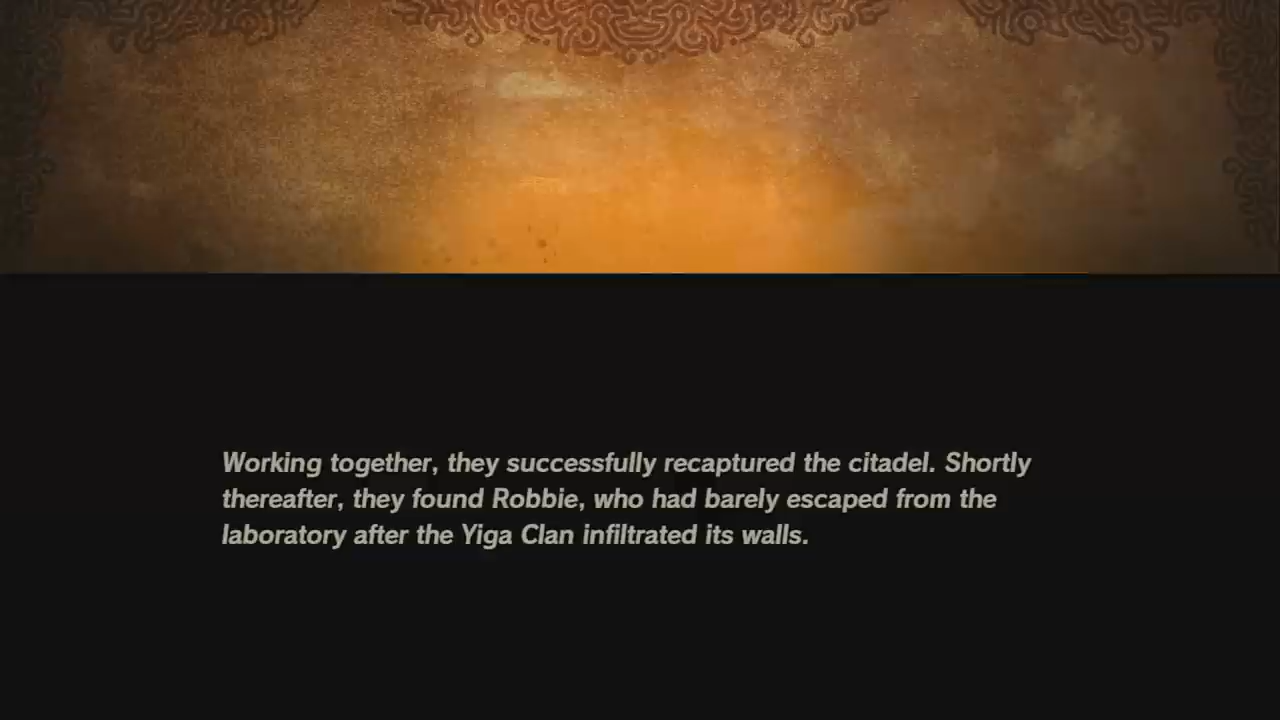 Working together, they successfully recaptured the citadel. Shortly
thereafter, they found Robbie, who had barely escaped from the
laboratory after the Yiga Clan infiltrated its walls.